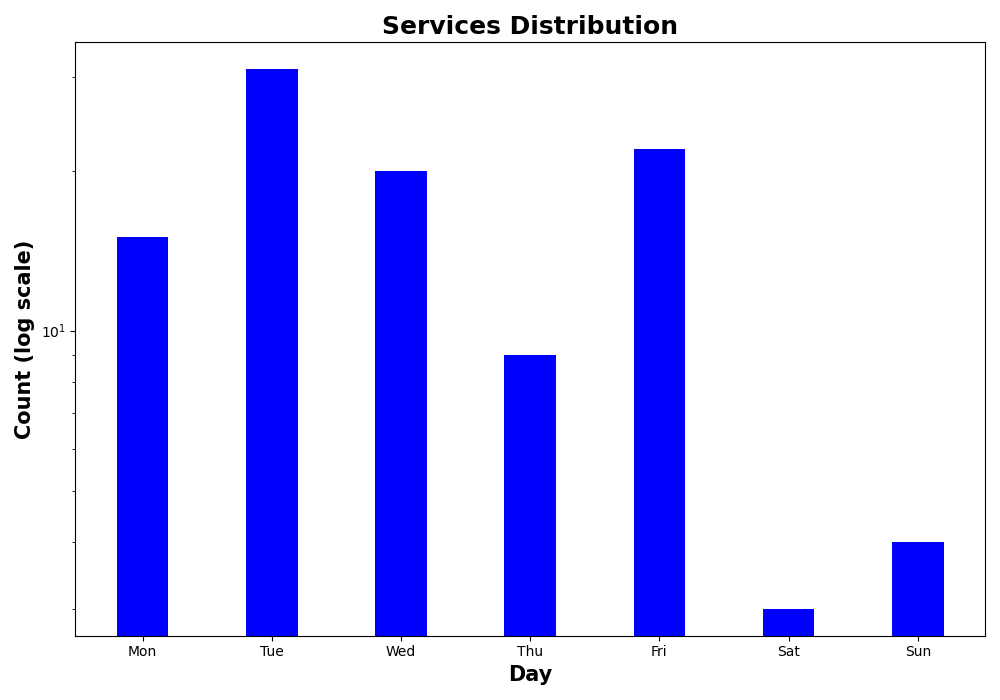 Services Distribution
Count (log scale)
10¹
Mon Tue Wed Thu Fri Sat Sun
Day